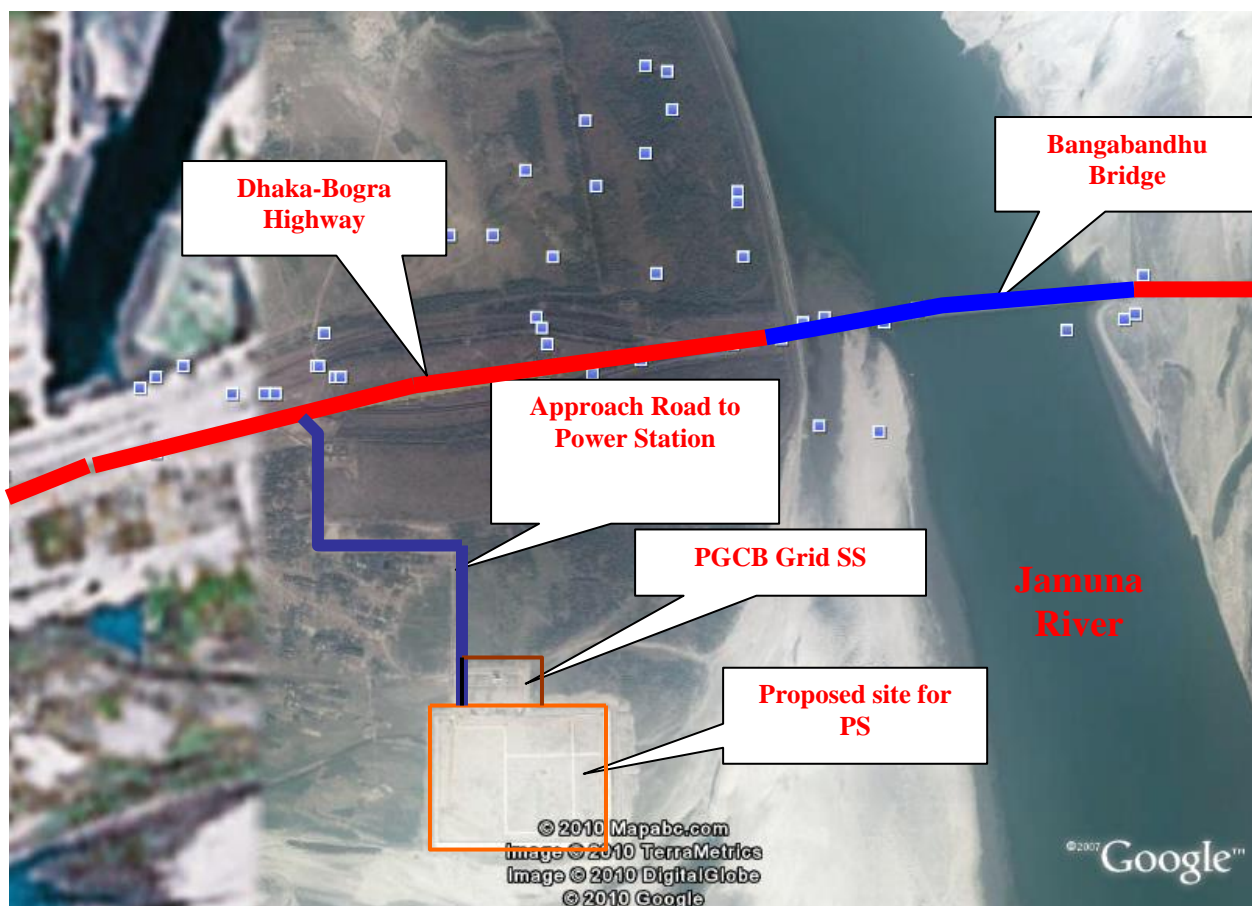 Bangabandhu
Bridge
Dhaka-Bogra
Highway
Approach Road to
Power Station
PGCB Grid SS
Jamuna
River
Proposed site for
PS
© 2010 Mapabc.com
Image © 2010 TerraMetrics
Image © 2010 DigitalGlobe
© 2010 Google
©2007 Google™